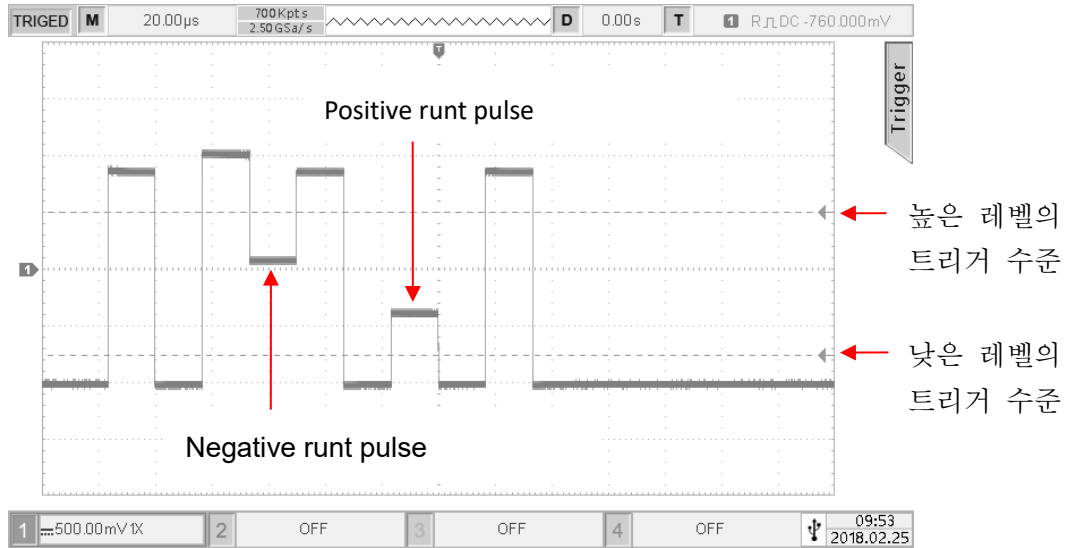 TRIGED M 20.00μs 700Kpts D 0.00s T 1 R DC -760.000mV
2.50GSa/s
T
Trigger
Positive runt pulse
높은 레벨의
트리거 수준
1
낮은 레벨의
트리거 수준
Negative runt pulse
1 500.00mV 1X 2 OFF 3 OFF 4 OFF 09:53
2018.02.25